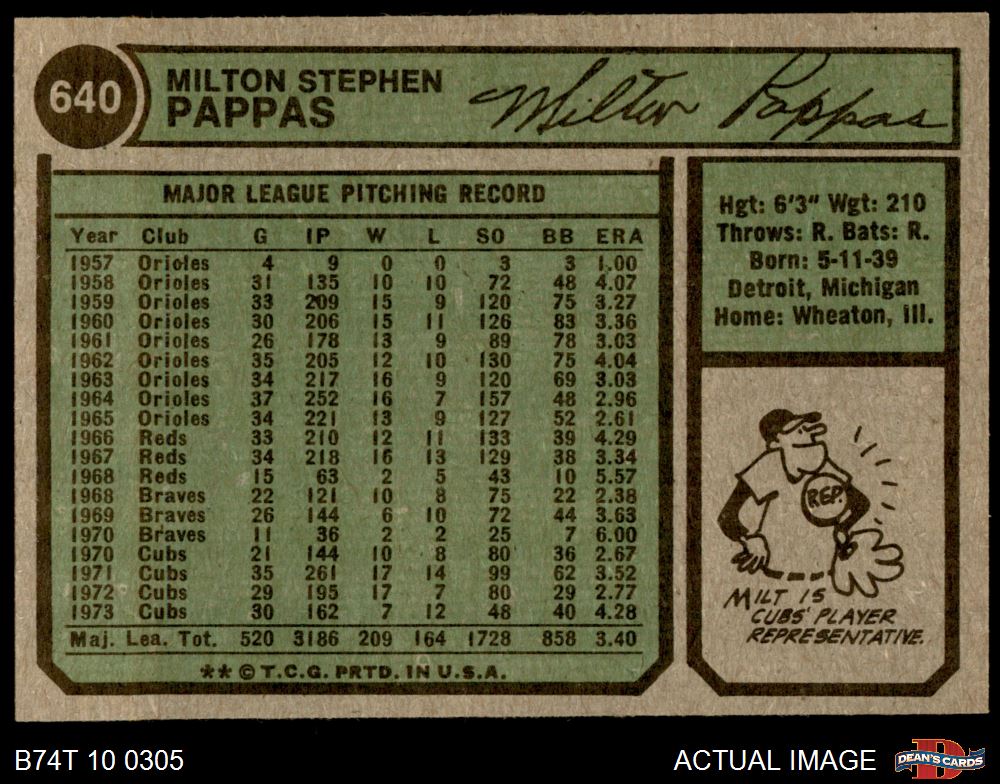 640
MILTON STEPHEN
PAPPAS
Milton Pappas
MAJOR LEAGUE PITCHING RECORD
Year Club G IP W L SO BB ERA
1957 Orioles 4 9 0 0 3 3 1.00
1958 Orioles 31 135 10 10 72 48 4.07
1959 Orioles 33 209 15 9 120 75 3.27
1960 Orioles 30 206 15 11 126 83 3.36
1961 Orioles 26 178 13 9 89 78 3.03
1962 Orioles 35 205 12 10 130 75 4.04
1963 Orioles 34 217 16 9 120 69 3.03
1964 Orioles 37 252 16 7 157 48 2.96
1965 Orioles 34 221 13 9 127 52 2.61
1966 Reds 33 210 12 11 133 39 4.29
1967 Reds 34 218 16 13 129 38 3.34
1968 Reds 15 63 2 5 43 10 5.57
1968 Braves 22 121 10 8 75 22 2.38
1969 Braves 26 144 6 10 72 44 3.63
1970 Braves 11 36 2 2 25 7 6.00
1970 Cubs 21 144 10 8 80 36 2.67
1971 Cubs 35 261 17 14 99 62 3.52
1972 Cubs 29 195 17 7 80 29 2.77
1973 Cubs 30 162 7 12 48 40 4.28
Maj. Lea. Tot. 520 3186 209 164 1728 858 3.40
** © T.C.G. PRTD. IN U.S.A.
Hgt: 6'3" Wgt: 210
Throws: R. Bats: R.
Born: 5-11-39
Detroit, Michigan
Home: Wheaton, Ill.
REP.
MILT IS
CUBS' PLAYER
REPRESENTATIVE.
B74T 10 0305
ACTUAL IMAGE
D
DEAN'S CARDS